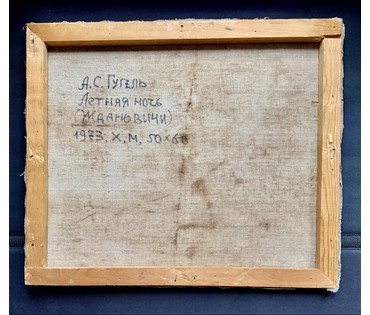 А.С. Гугель
Летняя ночь
(Ждановичи)
1973. Х, М, 50×60